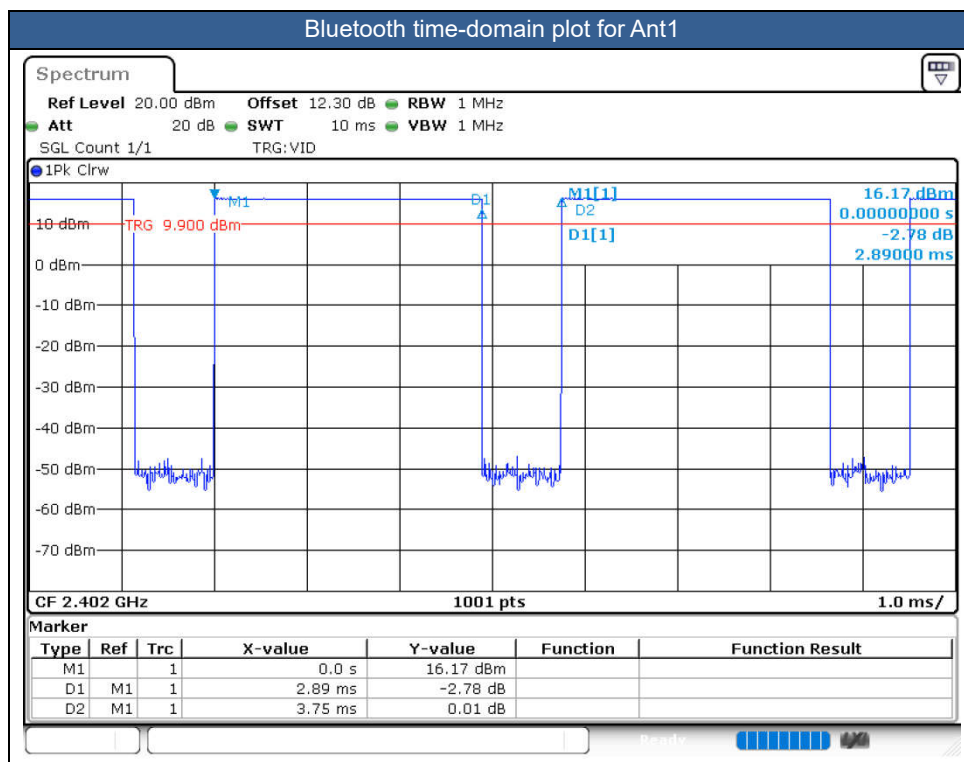 Bluetooth time-domain plot for Ant1
Spectrum
Ref Level 20.00 dBm Offset 12.30 dB RBW 1 MHz
Att 20 dB SWT 10 ms VBW 1 MHz
SGL Count 1/1 TRG:VID
1Pk Clrw
M1[1] 16.17 dBm
0.00000000 s
D1[1] -2.78 dB
2.89000 ms
M1
D1
D2
10 dBm
TRG 9.900 dBm
0 dBm
-10 dBm
-20 dBm
-30 dBm
-40 dBm
-50 dBm
-60 dBm
-70 dBm
CF 2.402 GHz 1001 pts 1.0 ms/
Marker
Type Ref Trc X-value Y-value Function Function Result
M1 1 0.0 s 16.17 dBm
D1 M1 1 2.89 ms -2.78 dB
D2 M1 1 3.75 ms 0.01 dB
Ready